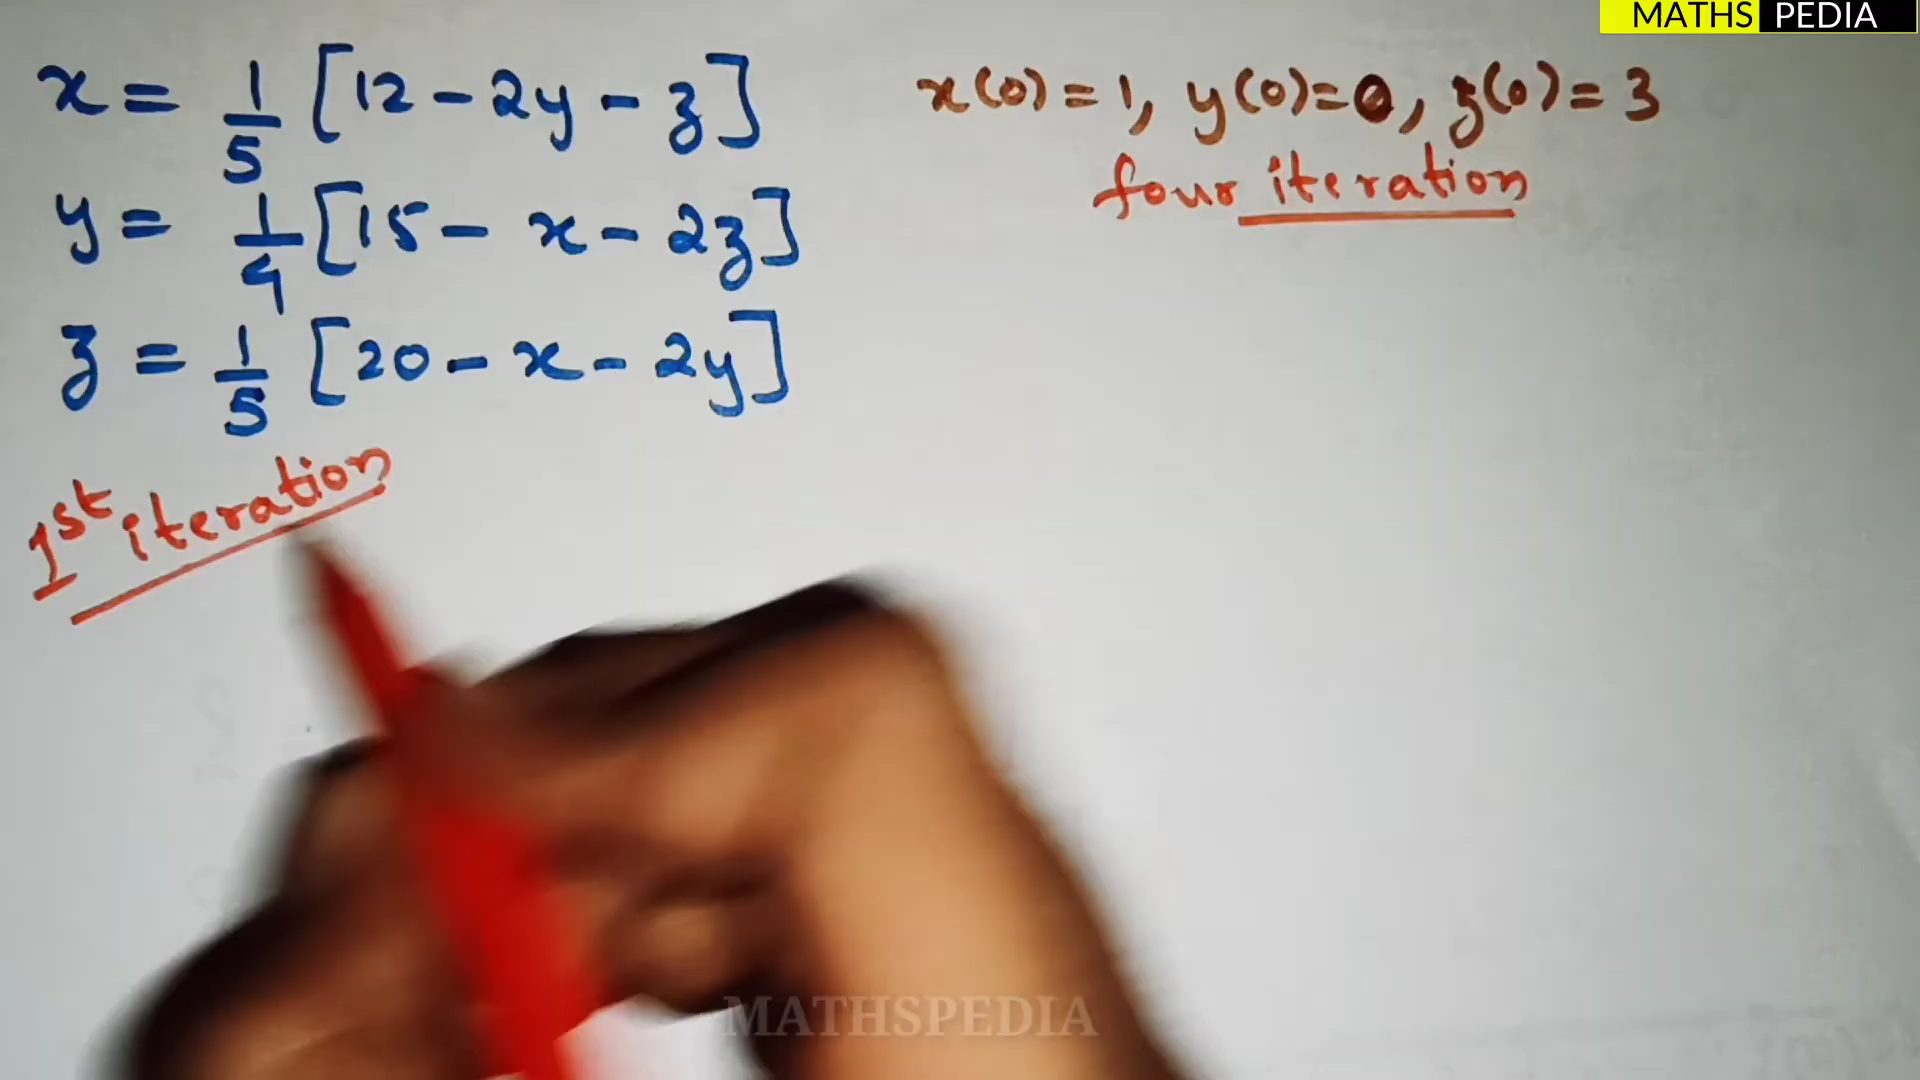 MATHS PEDIA
x = 1/5 [12 - 2y - z]
y = 1/4 [15 - x - 2z]
z = 1/5 [20 - x - 2y]
x(0) = 1, y(0)=0, z(0) = 3
four iteration
1st iteration
MATHSPEDIA